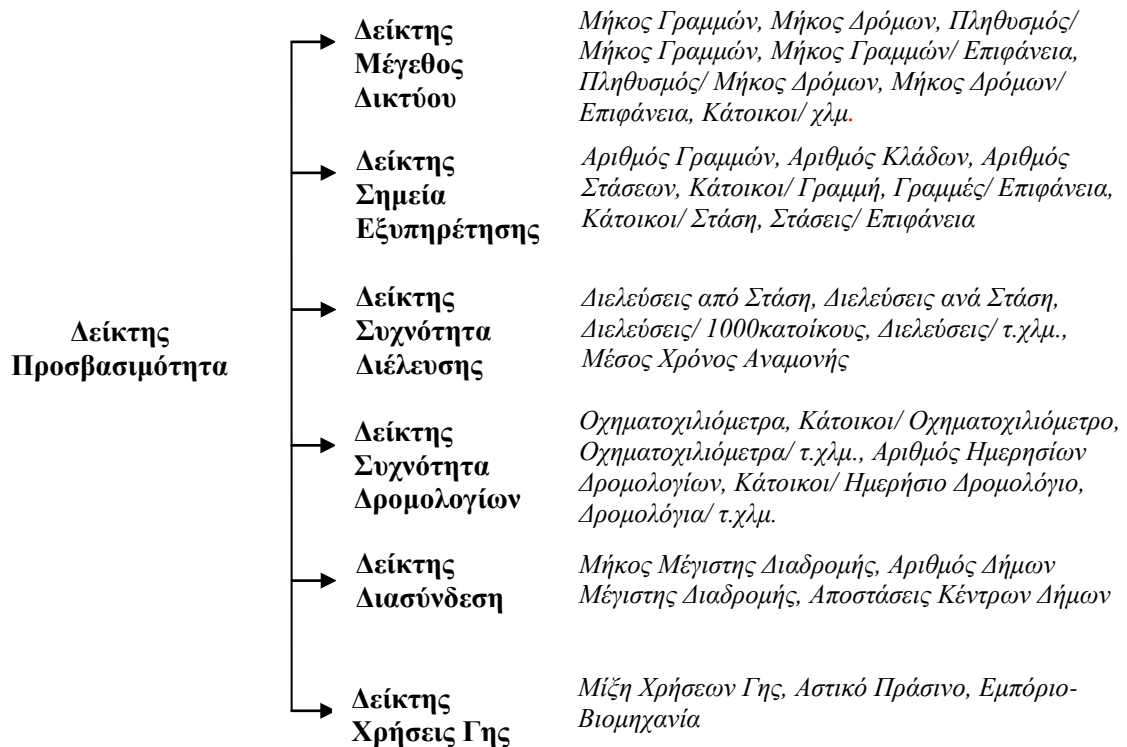 Δείκτης
Προσβασιμότητα
Δείκτης
Μέγεθος
Δικτύου
Μήκος Γραμμών, Μήκος Δρόμων, Πληθυσμός/
Μήκος Γραμμών, Μήκος Γραμμών/ Επιφάνεια,
Πληθυσμός/ Μήκος Δρόμων, Μήκος Δρόμων/
Επιφάνεια, Κάτοικοι/ χλμ.
Δείκτης
Σημεία
Εξυπηρέτησης
Αριθμός Γραμμών, Αριθμός Κλάδων, Αριθμός
Στάσεων, Κάτοικοι/ Γραμμή, Γραμμές/ Επιφάνεια,
Κάτοικοι/ Στάση, Στάσεις/ Επιφάνεια
Δείκτης
Συχνότητα
Διέλευσης
Διελεύσεις από Στάση, Διελεύσεις ανά Στάση,
Διελεύσεις/ 1000κατοίκους, Διελεύσεις/ τ.χλμ.,
Μέσος Χρόνος Αναμονής
Δείκτης
Συχνότητα
Δρομολογίων
Οχηματοχιλιόμετρα, Κάτοικοι/ Οχηματοχιλιόμετρο,
Οχηματοχιλιόμετρα/ τ.χλμ., Αριθμός Ημερησίων
Δρομολογίων, Κάτοικοι/ Ημερήσιο Δρομολόγιο,
Δρομολόγια/ τ.χλμ.
Δείκτης
Διασύνδεση
Μήκος Μέγιστης Διαδρομής, Αριθμός Δήμων
Μέγιστης Διαδρομής, Αποστάσεις Κέντρων Δήμων
Δείκτης
Χρήσεις Γης
Μίξη Χρήσεων Γης, Αστικό Πράσινο, Εμπόριο-
Βιομηχανία